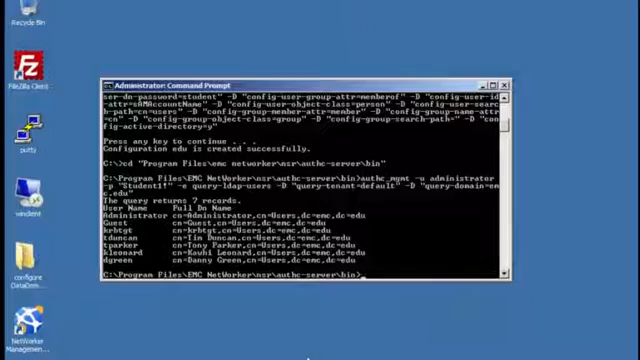 Recycle Bin
FileZilla Client
putty
winclient
configure
DataDom...
NetWorker
Management...
Administrator: Command Prompt
ser-dn-password=student" -D "config-user-group-attr=memberof" -D "config-user-id
-attr=sAMAccountName" -D "config-user-object-class=person" -D "config-user-searc
h-path=cn=users" -D "config-group-name-attr
=cn" -D "config-group-object-class=group" -D "config-group-search-path=" -D "con
fig-active-directory=y"
Press any key to continue . . .
Configuration edu is created successfully.
C:\>cd "Program Files\emc networker\nsr\authc-server\bin"
C:\Program Files\EMC NetWorker\nsr\authc-server\bin>authc_mgmt -u administrator
-p "Student1!" -e query-ldap-users -D "query-tenant=default" -D "query-domain=em
c.edu"
The query returns 7 records.
User Name Full Dn Name
Administrator cn=Administrator,cn=Users,dc=emc,dc=edu
Guest cn=Guest,cn=Users,dc=emc,dc=edu
krbtgt cn=krbtgt,cn=Users,dc=emc,dc=edu
tduncan cn=Tim Duncan,cn=Users,dc=emc,dc=edu
tparker cn=Tony Parker,cn=Users,dc=emc,dc=edu
kleonard cn=Kawhi Leonard,cn=Users,dc=emc,dc=edu
dgreen cn=Danny Green,cn=Users,dc=emc,dc=edu
C:\Program Files\EMC NetWorker\nsr\authc-server\bin>_